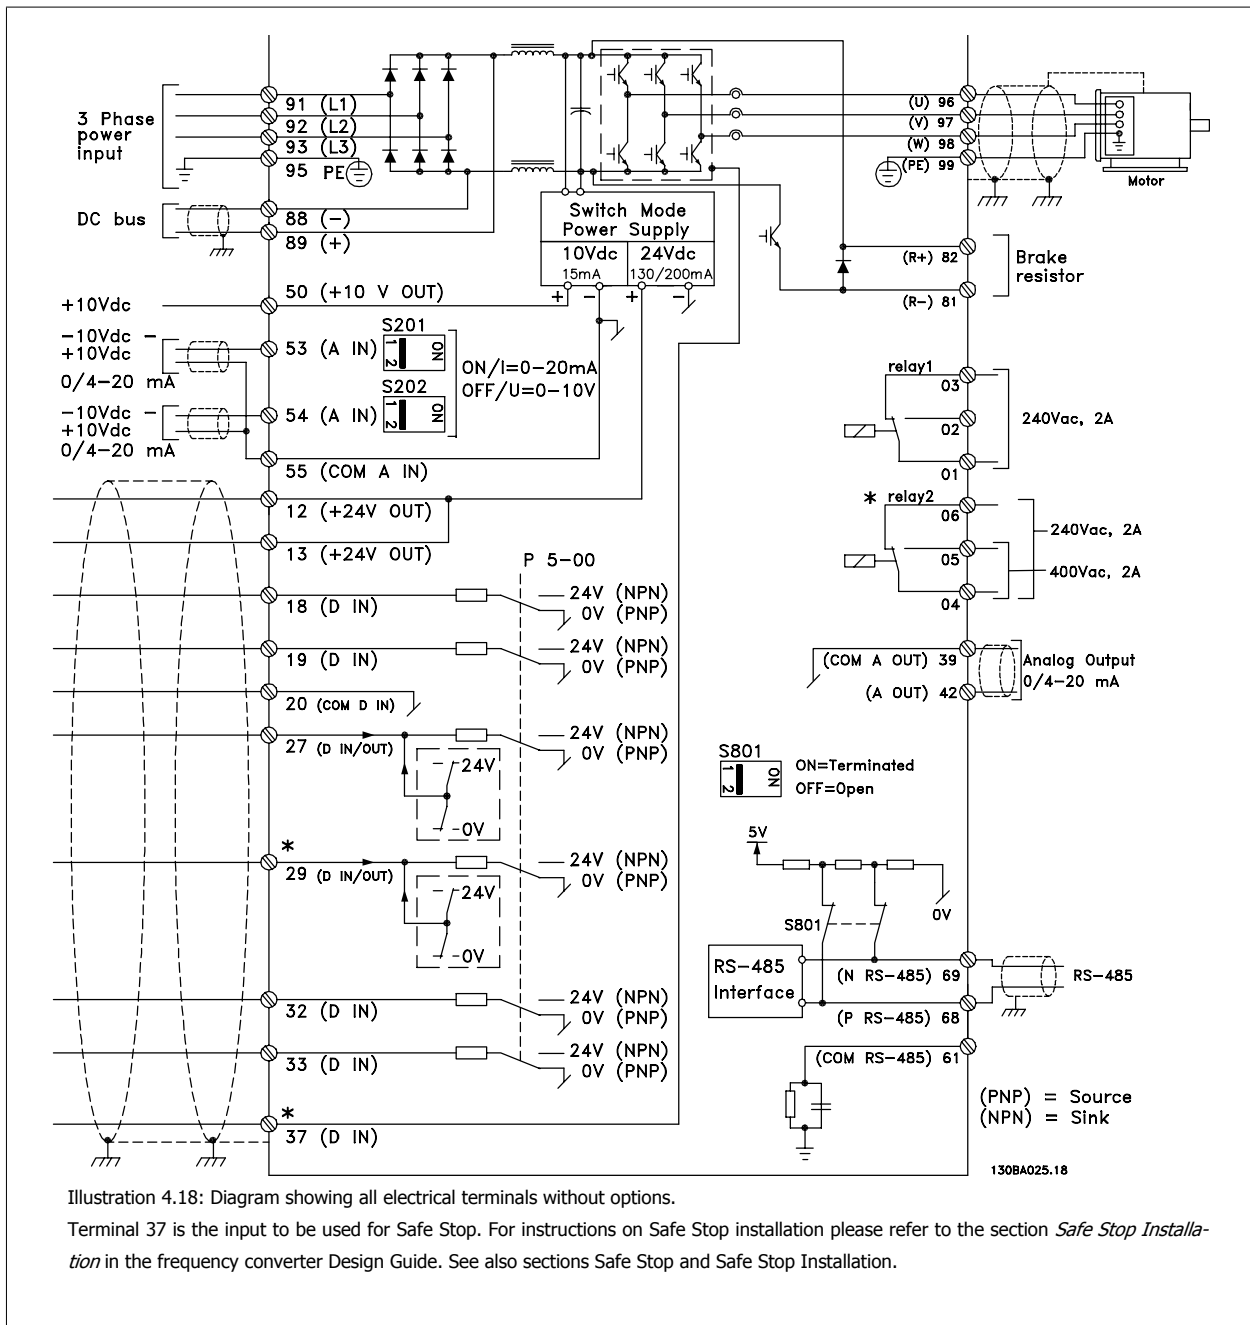 3 Phase
power
input
91 (L1)
92 (L2)
93 (L3)
95 PE
DC bus
88 (-)
89 (+)
Switch Mode
Power Supply
10Vdc
15mA
24Vdc
130/200mA
+ - + -
(U) 96
(V) 97
(W) 98
(PE) 99
Motor
(R+) 82
(R-) 81
Brake
resistor
+10Vdc
50 (+10 V OUT)
-10Vdc -
+10Vdc
0/4-20 mA
53 (A IN)
S201
ON
1 2
-10Vdc -
+10Vdc
0/4-20 mA
54 (A IN)
S202
ON
1 2
ON/I=0-20mA
OFF/U=0-10V
55 (COM A IN)
12 (+24V OUT)
13 (+24V OUT)
P 5-00
18 (D IN)
24V (NPN)
0V (PNP)
19 (D IN)
24V (NPN)
0V (PNP)
20 (COM D IN)
27 (D IN/OUT)
24V (NPN)
0V (PNP)
24V
0V
*
29 (D IN/OUT)
24V (NPN)
0V (PNP)
24V
0V
32 (D IN)
24V (NPN)
0V (PNP)
33 (D IN)
24V (NPN)
0V (PNP)
*
37 (D IN)
relay1
03
02
01
240Vac, 2A
* relay2
06
05
04
240Vac, 2A
400Vac, 2A
(COM A OUT) 39
(A OUT) 42
Analog Output
0/4-20 mA
S801
ON
1 2
ON=Terminated
OFF=Open
5V
S801
0V
RS-485
Interface
(N RS-485) 69
(P RS-485) 68
(COM RS-485) 61
RS-485
(PNP) = Source
(NPN) = Sink
130BA025.18
Illustration 4.18: Diagram showing all electrical terminals without options.
Terminal 37 is the input to be used for Safe Stop. For instructions on Safe Stop installation please refer to the section Safe Stop Installa-
tion in the frequency converter Design Guide. See also sections Safe Stop and Safe Stop Installation.